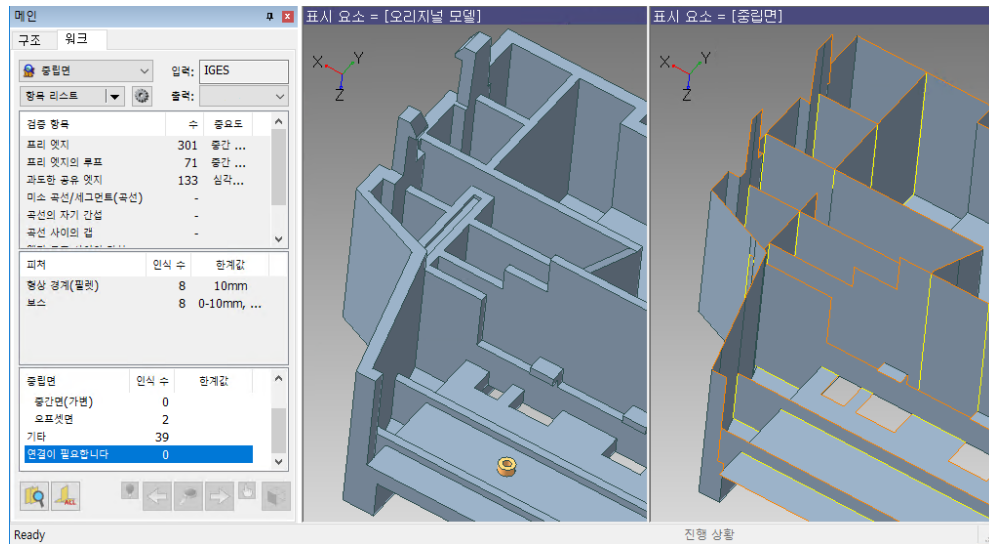 메인
표시 요소 = [오리지널 모델]
표시 요소 = [중립면]
구조 워크
중립면 입력: IGES
항목 리스트 출력:
검증 항목 수 중요도
프리 엣지 301 중간 ...
프리 엣지의 루프 71 중간 ...
과도한 공유 엣지 133 심각...
미소 곡선/세그먼트(곡선) -
곡선의 자기 간섭 -
곡선 사이의 갭 -
피처 인식 수 한계값
형상 경계(필렛) 8 10mm
보스 8 0-10mm, ...
중립면 인식 수 한계값
중간면(가변) 0
오프셋면 2
기타 39
연결이 필요합니다 0
ALL
X Y Z
X Y Z
Ready
진행 상황